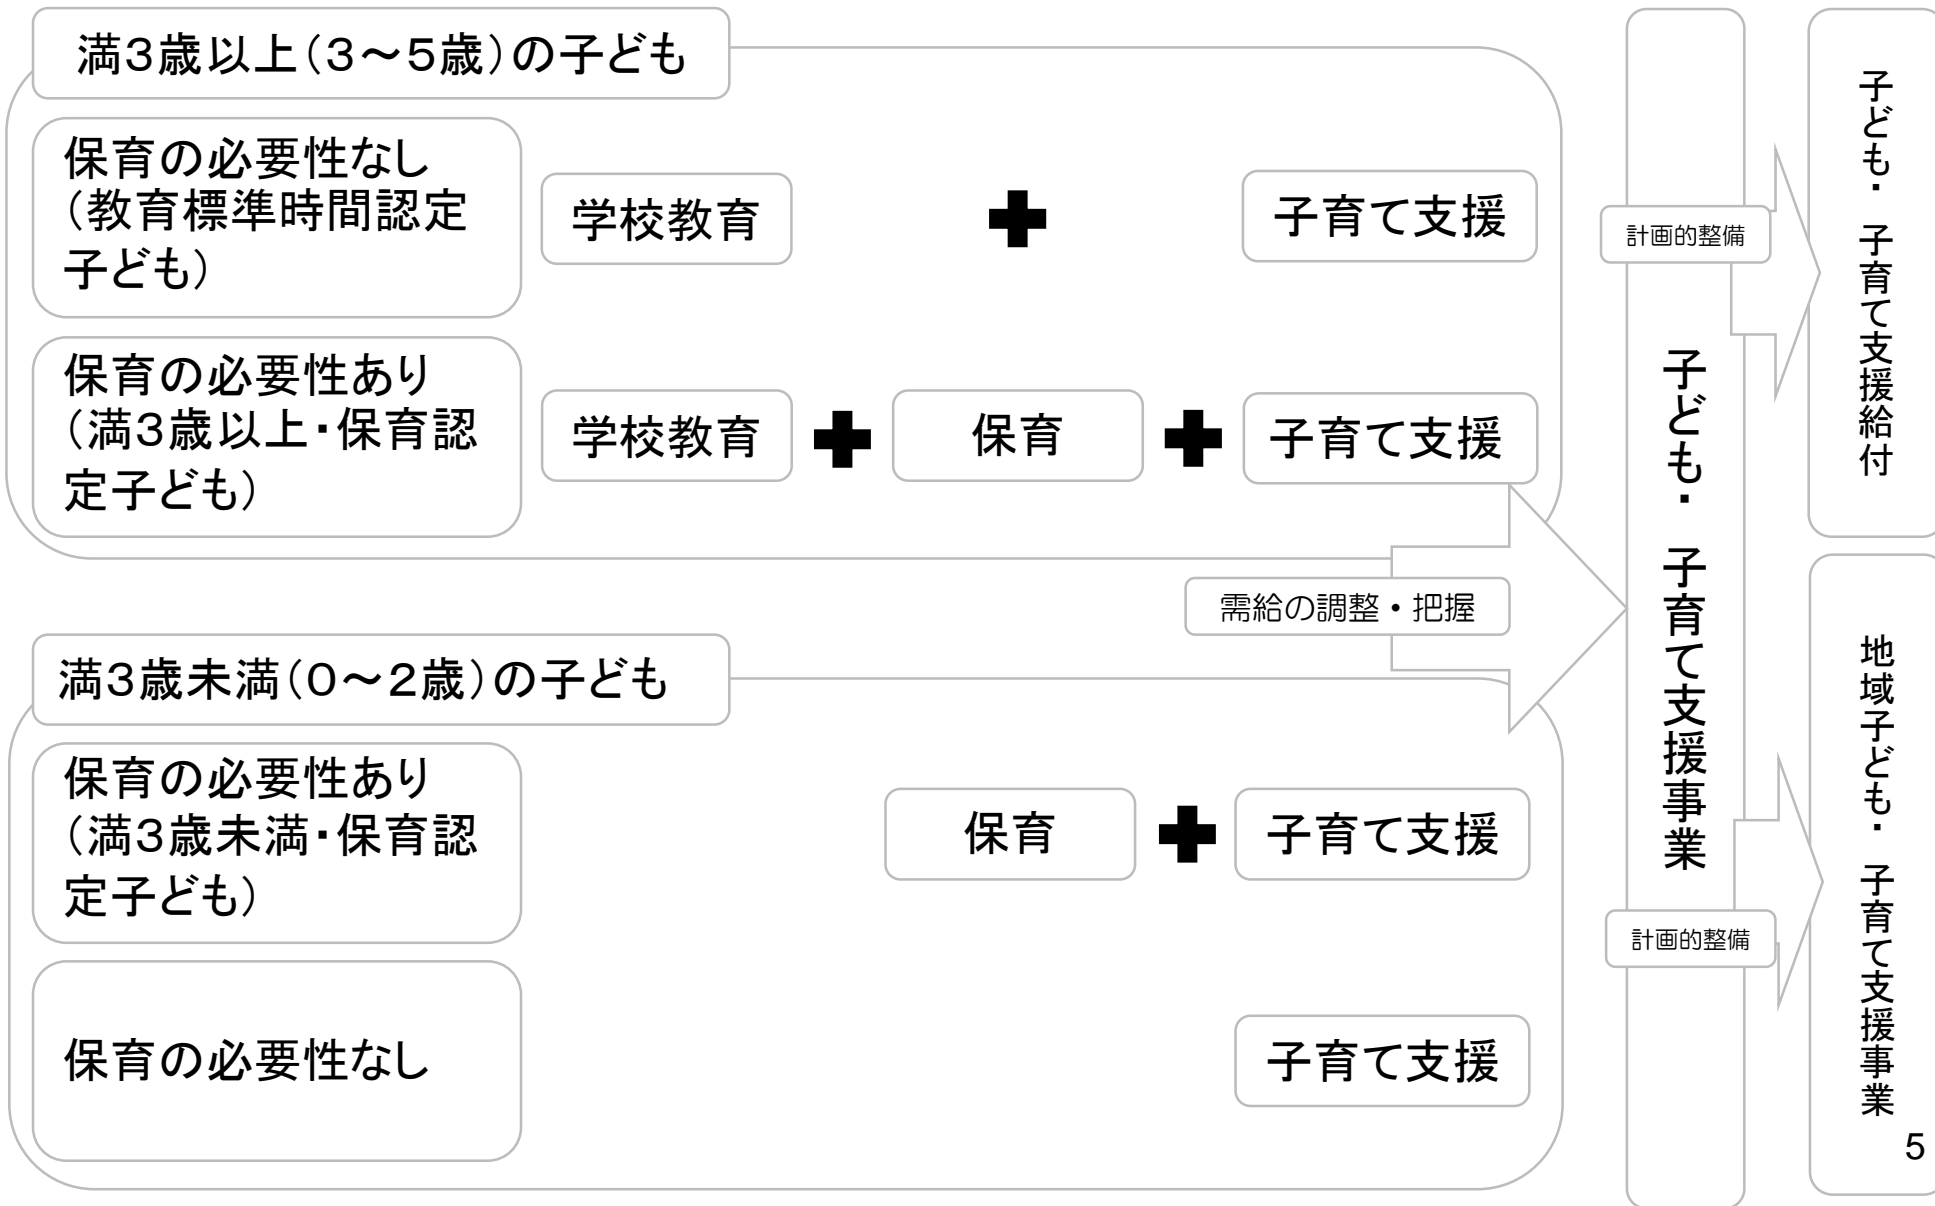 満３歳以上（３～５歳）の子ども
保育の必要性なし
（教育標準時間認定
子ども）
学校教育
子育て支援
保育の必要性あり
（満３歳以上・保育認
定子ども）
学校教育
保育
子育て支援
需給の調整・把握
満３歳未満（０～２歳）の子ども
保育の必要性あり
（満３歳未満・保育認
定子ども）
保育
子育て支援
保育の必要性なし
子育て支援
子ども・子育て支援事業
計画的整備
計画的整備
子ども・子育て支援給付
地域子ども・子育て支援事業
5